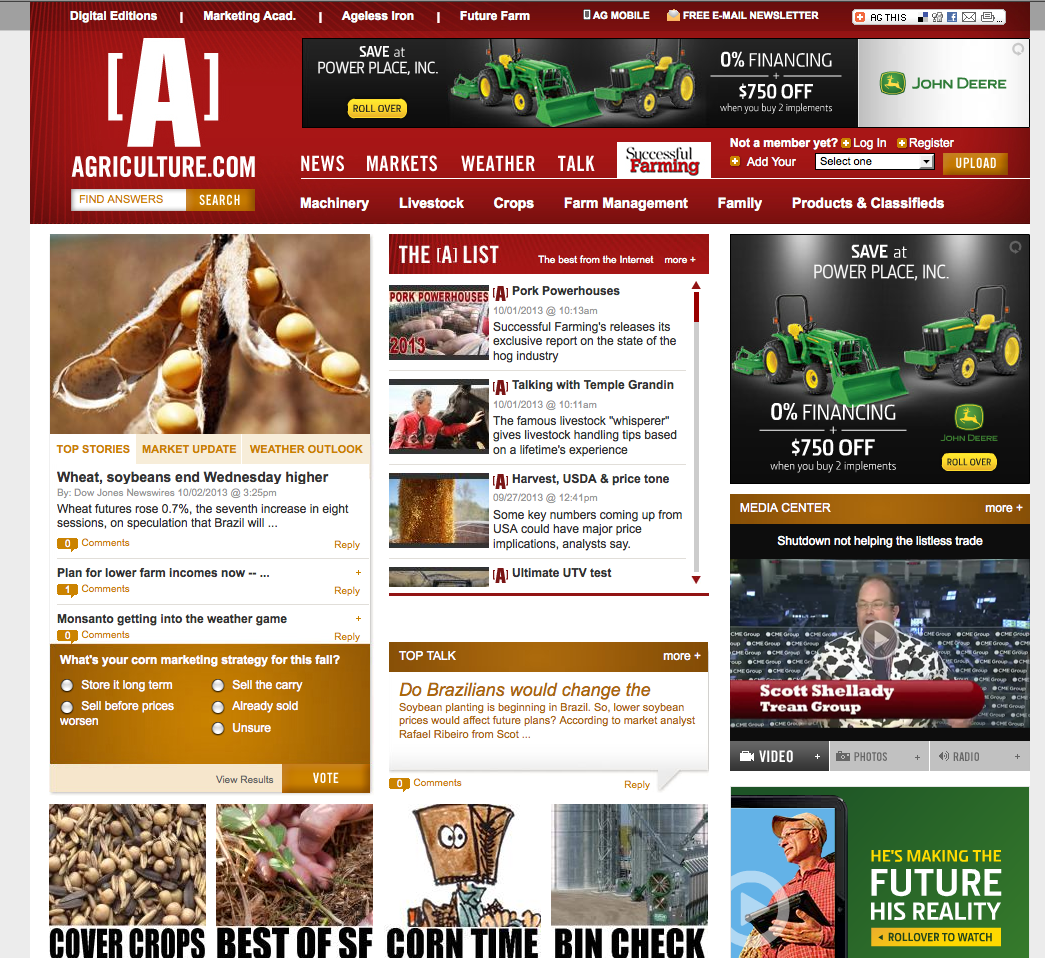 Digital Editions | Marketing Acad. | Ageless Iron | Future Farm
AG MOBILE FREE E-MAIL NEWSLETTER
AG THIS
[A]
AGRICULTURE.COM
FIND ANSWERS SEARCH
SAVE at
POWER PLACE, INC.
ROLL OVER
0% FINANCING
+
$750 OFF
when you buy 2 implements
JOHN DEERE
NEWS MARKETS WEATHER TALK
Successful
Farming
Not a member yet? Log In Register
Add Your Select one UPLOAD
Machinery Livestock Crops Farm Management Family Products & Classifieds
TOP STORIES MARKET UPDATE WEATHER OUTLOOK
Wheat, soybeans end Wednesday higher
By: Dow Jones Newswires 10/02/2013 @ 3:25pm
Wheat futures rose 0.7%, the seventh increase in eight
sessions, on speculation that Brazil will ...
0 Comments Reply
Plan for lower farm incomes now -- ... +
1 Comments Reply
Monsanto getting into the weather game +
0 Comments Reply
What's your corn marketing strategy for this fall?
Store it long term Sell the carry
Sell before prices Already sold
worsen
Unsure
View Results VOTE
THE [A] LIST The best from the Internet more +
PORK POWERHOUSES
2013
[A] Pork Powerhouses
10/01/2013 @ 10:13am
Successful Farming's releases its
exclusive report on the state of the
hog industry
[A] Talking with Temple Grandin
10/01/2013 @ 10:11am
The famous livestock "whisperer"
gives livestock handling tips based
on a lifetime's experience
[A] Harvest, USDA & price tone
09/27/2013 @ 12:41pm
Some key numbers coming up from
USA could have major price
implications, analysts say.
[A] Ultimate UTV test
TOP TALK more +
Do Brazilians would change the
Soybean planting is beginning in Brazil. So, lower soybean
prices would affect future plans? According to market analyst
Rafael Ribeiro from Scot ...
0 Comments Reply
SAVE at
POWER PLACE, INC.
0% FINANCING
+
$750 OFF
when you buy 2 implements
JOHN DEERE
ROLL OVER
MEDIA CENTER more +
Shutdown not helping the listless trade
CME Group
Scott Shellady
Trean Group
VIDEO + PHOTOS + RADIO +
HE'S MAKING THE
FUTURE
HIS REALITY
ROLLOVER TO WATCH
COVER CROPS BEST OF SF CORN TIME BIN CHECK